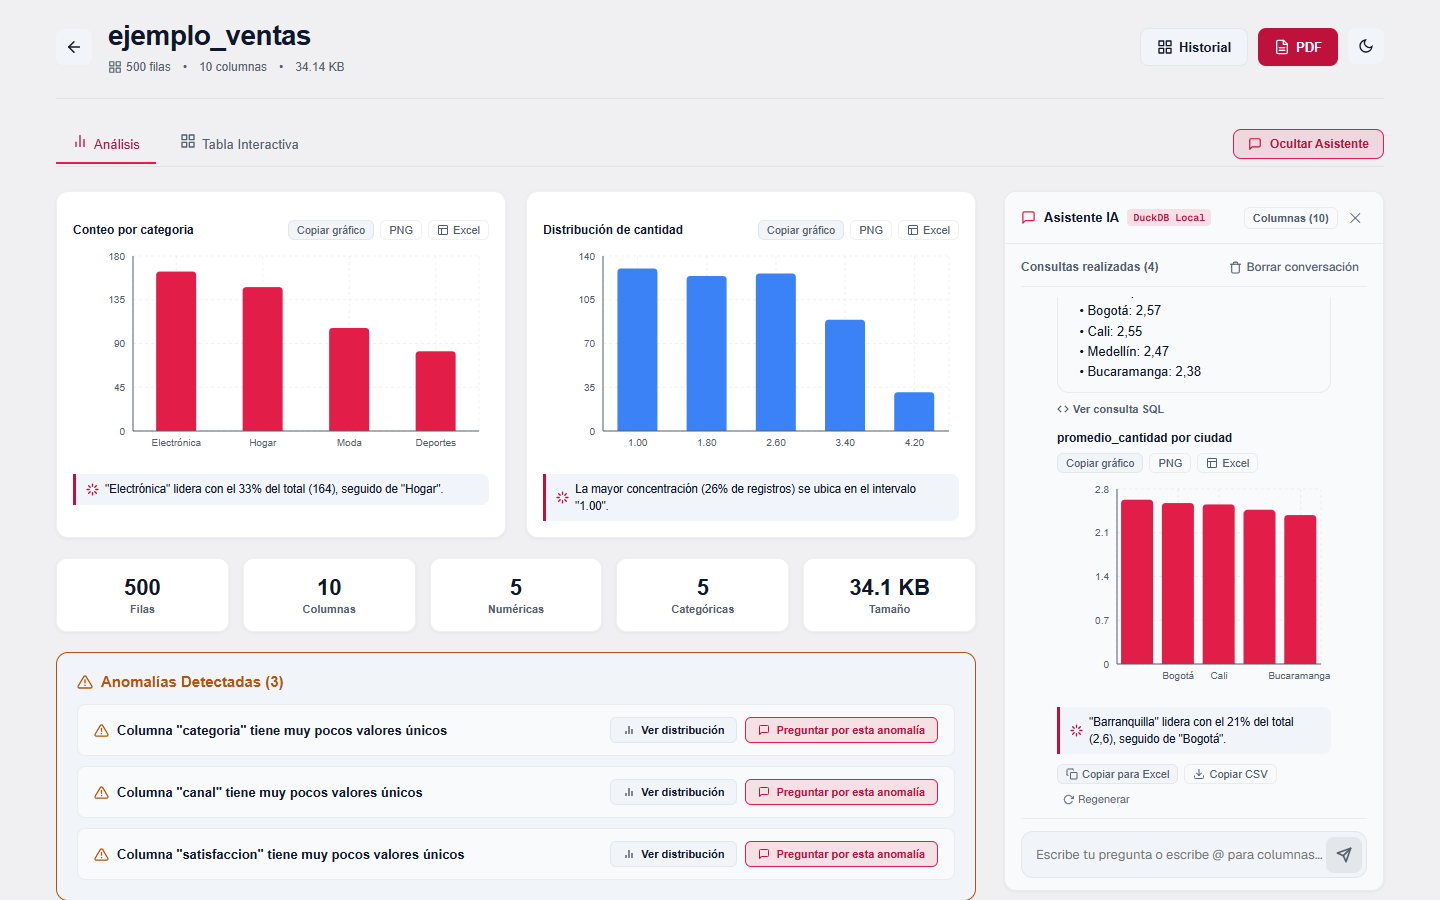 ejemplo_ventas
500 filas • 10 columnas • 34.14 KB
Historial
PDF
Análisis
Tabla Interactiva
Ocultar Asistente
Conteo por categoria
Copiar gráfico
PNG
Excel
180
135
90
45
0
Electrónica
Hogar
Moda
Deportes
"Electrónica" lidera con el 33% del total (164), seguido de "Hogar".
Distribución de cantidad
Copiar gráfico
PNG
Excel
140
105
70
35
0
1.00
1.80
2.60
3.40
4.20
La mayor concentración (26% de registros) se ubica en el intervalo
"1.00".
500
Filas
10
Columnas
5
Numéricas
5
Categóricas
34.1 KB
Tamaño
Anomalías Detectadas (3)
Columna "categoria" tiene muy pocos valores únicos
Ver distribución
Preguntar por esta anomalía
Columna "canal" tiene muy pocos valores únicos
Ver distribución
Preguntar por esta anomalía
Columna "satisfaccion" tiene muy pocos valores únicos
Ver distribución
Preguntar por esta anomalía
Asistente IA
DuckDB Local
Columnas (10)
Consultas realizadas (4)
Borrar conversación
• Bogotá: 2,57
• Cali: 2,55
• Medellín: 2,47
• Bucaramanga: 2,38
Ver consulta SQL
promedio_cantidad por ciudad
Copiar gráfico
PNG
Excel
2.8
2.1
1.4
0.7
0
Bogotá
Cali
Bucaramanga
"Barranquilla" lidera con el 21% del total
(2,6), seguido de "Bogotá".
Copiar para Excel
Copiar CSV
Regenerar
Escribe tu pregunta o escribe @ para columnas...